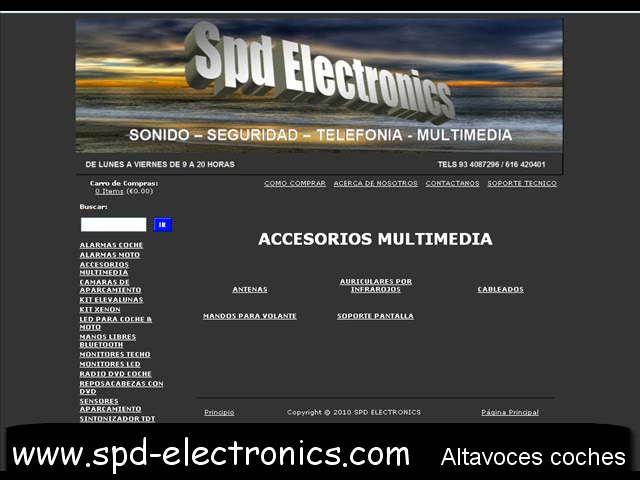 Spd Electronics
SONIDO – SEGURIDAD – TELEFONIA - MULTIMEDIA
DE LUNES A VIERNES DE 9 A 20 HORAS
TELS 93 4087296 / 616 420401
Carro de Compras:
0 Items (€0.00)
COMO COMPRAR ACERCA DE NOSOTROS CONTACTANOS SOPORTE TECNICO
Buscar:
IR
ALARMAS COCHE
ALARMAS MOTO
ACCESORIOS
MULTIMEDIA
CAMARAS DE
APARCAMIENTO
KIT ELEVALUNAS
KIT XENON
LED PARA COCHE &
MOTO
MANOS LIBRES
BLUETOOTH
MONITORES TECHO
MONITORES LCD
RADIO DVD COCHE
REPOSACABEZAS CON
DVD
SENSORES
APARCAMIENTO
SINTONIZADOR TDT
ACCESORIOS MULTIMEDIA
ANTENAS
AURICULARES POR
INFRAROJOS
CABLEADOS
MANDOS PARA VOLANTE
SOPORTE PANTALLA
Principio
Copyright © 2010 SPD ELECTRONICS
Página Principal
www.spd-electronics.com
Altavoces coches